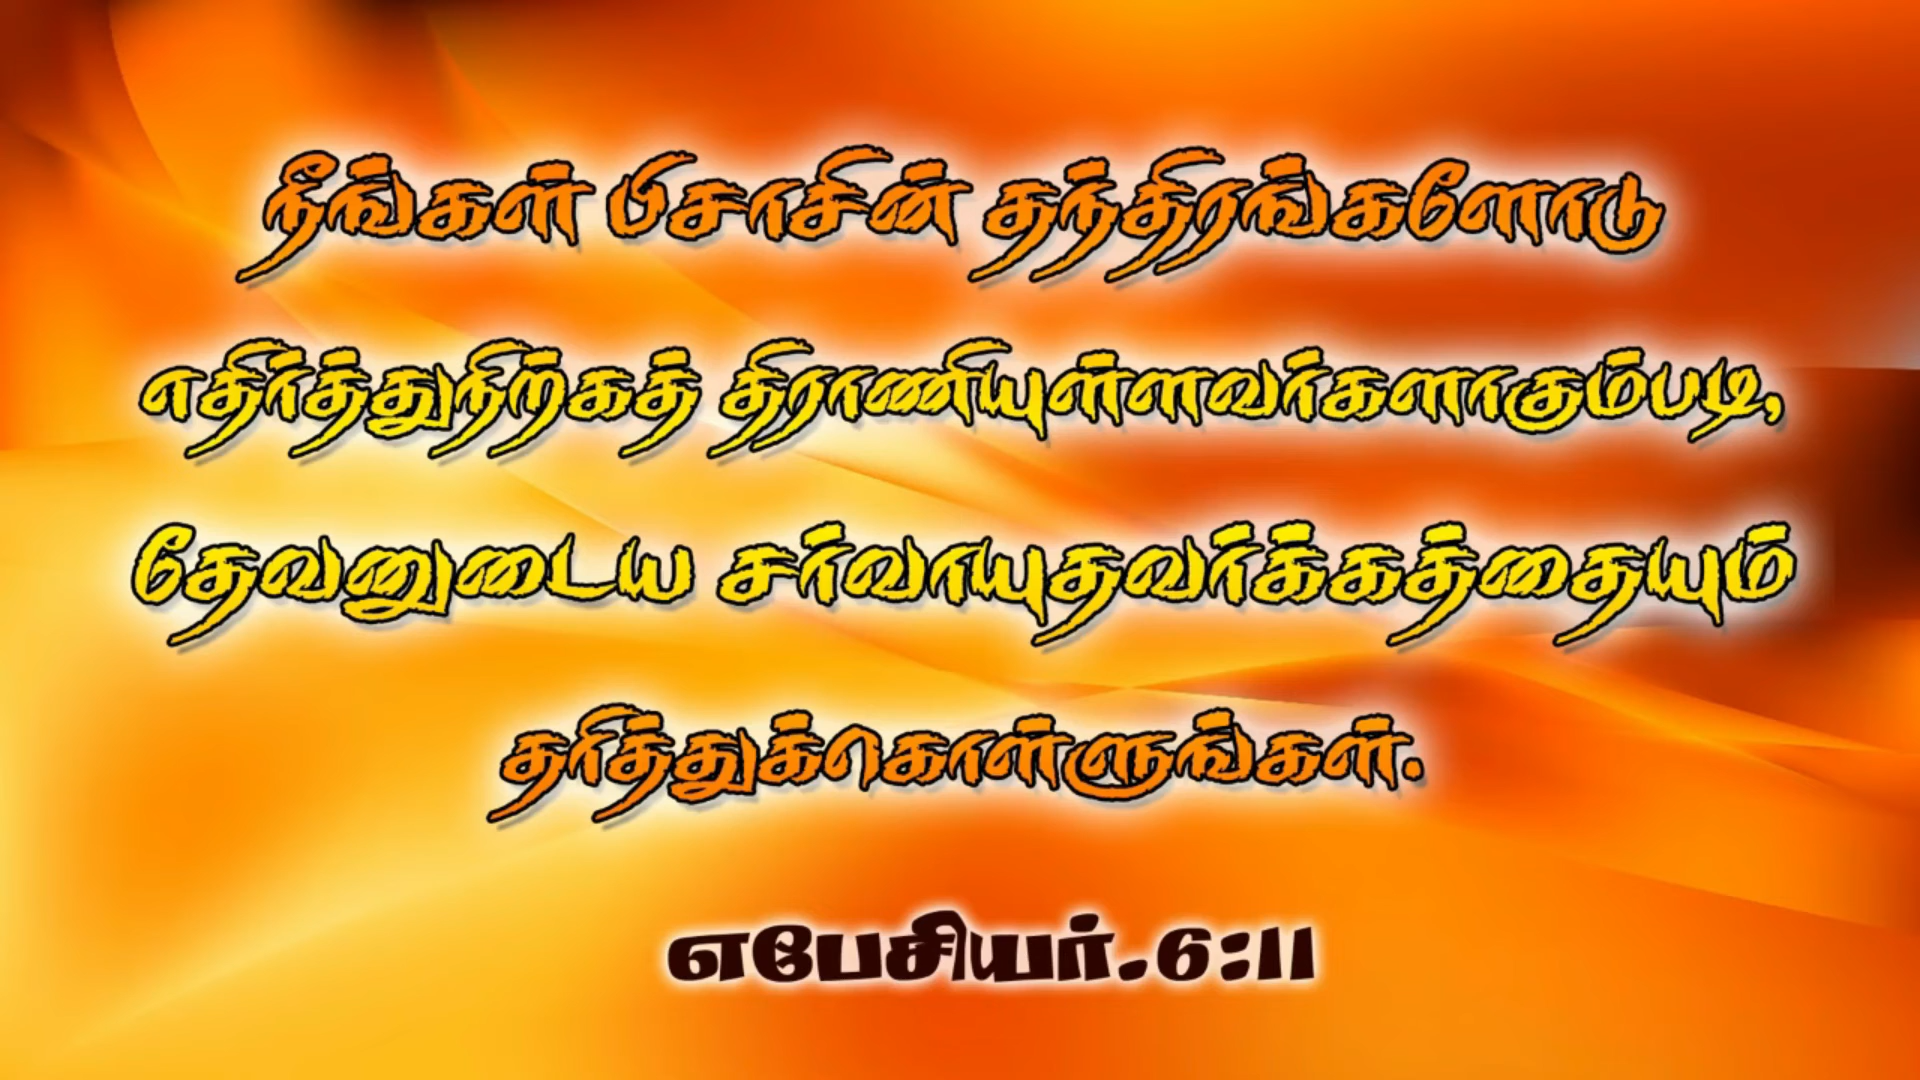 நீங்கள் பிசாசின் தந்திரங்களோடு
எதிர்த்துநிற்கத் திராணியுள்ளவர்களாகும்படி,
தேவனுடைய சர்வாயுதவர்க்கத்தையும்
தரித்துக்கொள்ளுங்கள்.
எபேசியர்.6:11